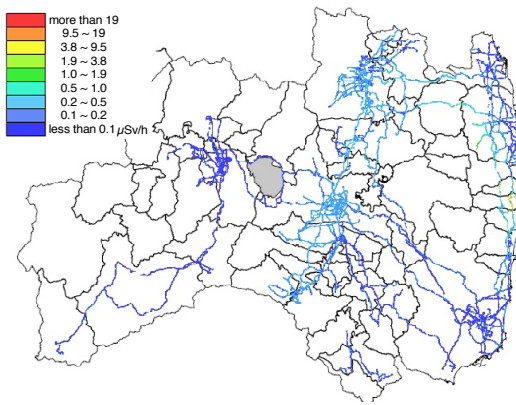 more than 19
9.5 ~ 19
3.8 ~ 9.5
1.9 ~ 3.8
1.0 ~ 1.9
0.5 ~ 1.0
0.2 ~ 0.5
0.1 ~ 0.2
less than 0.1 μSv/h